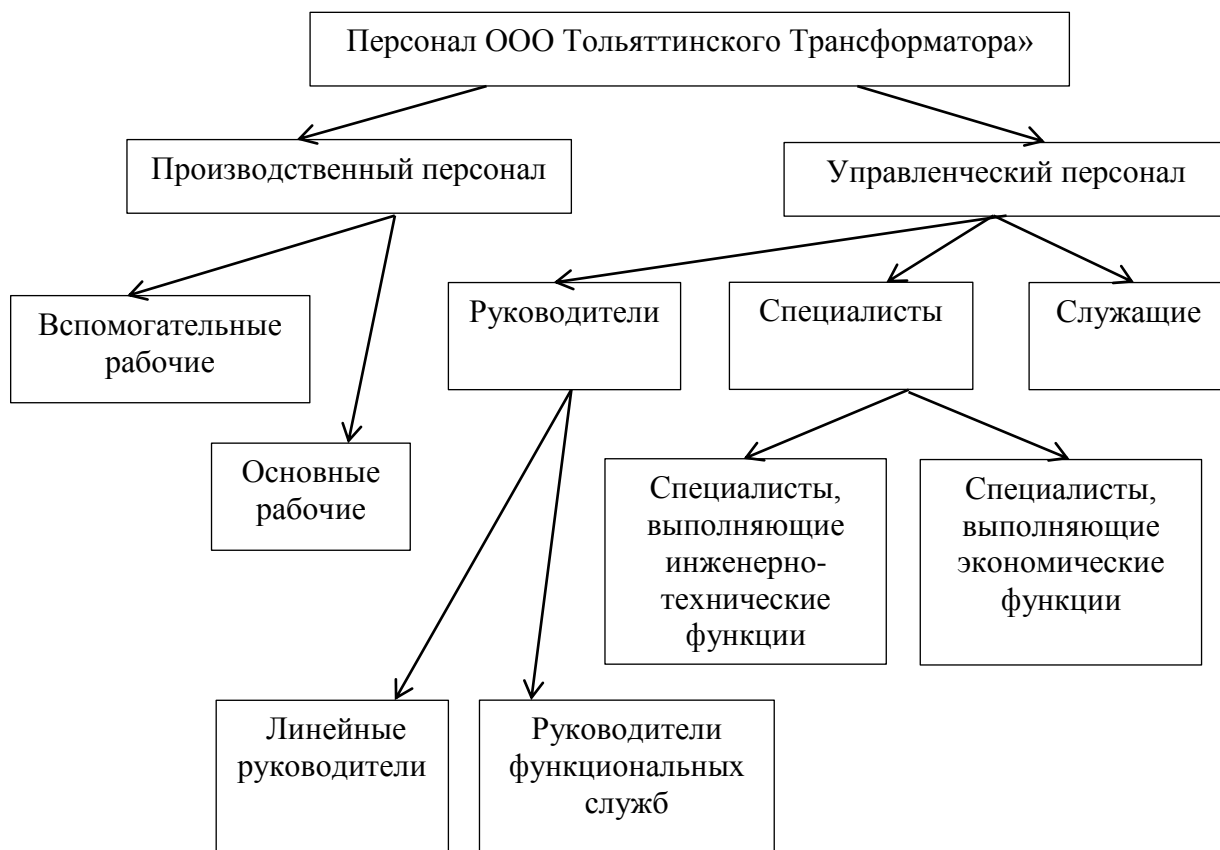 Персонал ООО Тольяттинского Трансформатора»
Производственный персонал
Управленческий персонал
Вспомогательные
рабочие
Руководители
Специалисты
Служащие
Основные
рабочие
Специалисты,
выполняющие
инженерно-
технические
функции
Специалисты,
выполняющие
экономические
функции
Линейные
руководители
Руководители
функциональных
служб